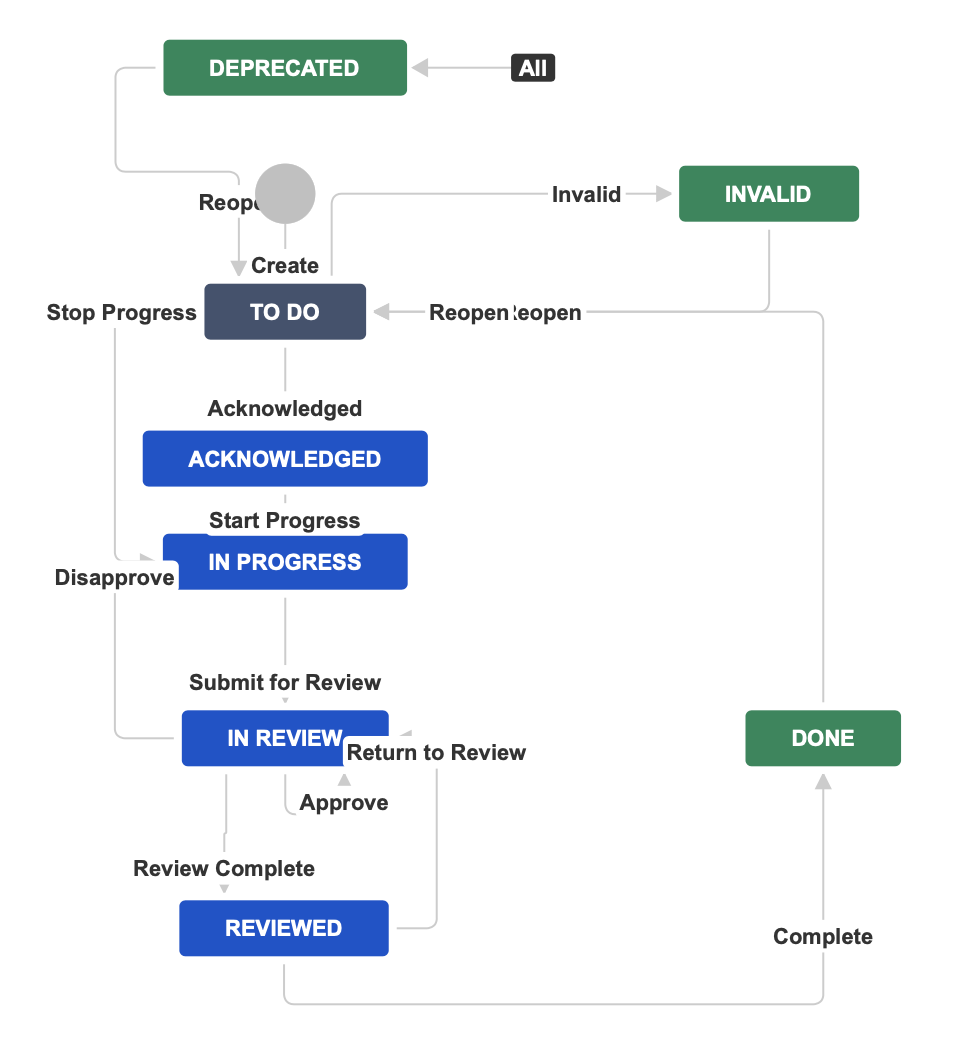 DEPRECATED
All
Reope
Invalid
INVALID
Create
Stop Progress
TO DO
Reopen
eopen
Acknowledged
ACKNOWLEDGED
Start Progress
IN PROGRESS
Disapprove
Submit for Review
IN REVIEW
Return to Review
DONE
Approve
Review Complete
REVIEWED
Complete